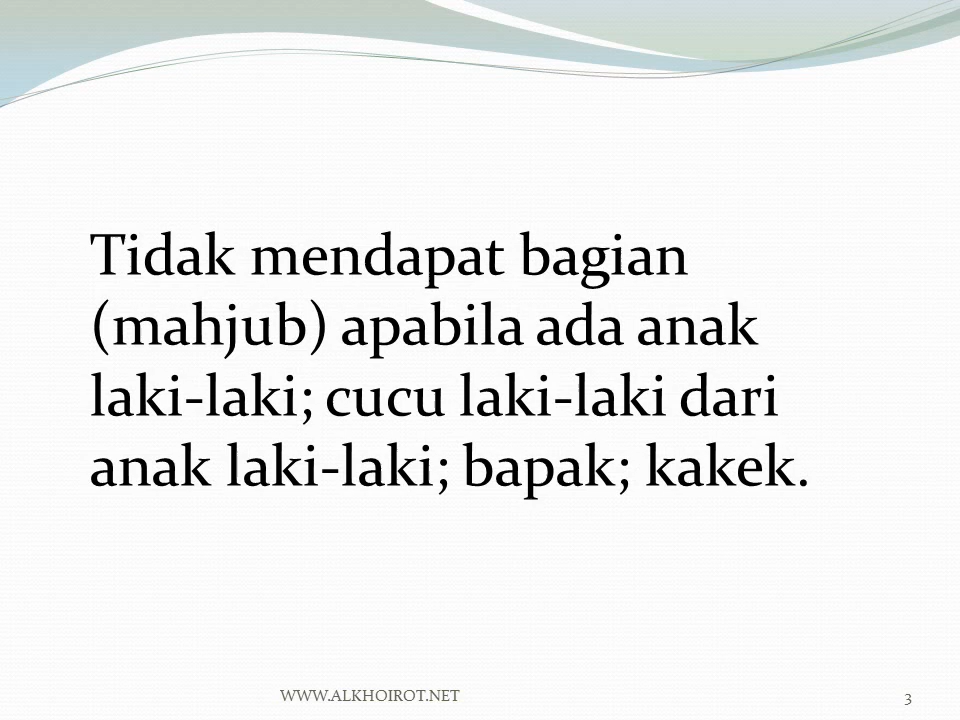 Tidak mendapat bagian
(mahjub) apabila ada anak
laki-laki; cucu laki-laki dari
anak laki-laki; bapak; kakek.
WWW.ALKHOIROT.NET
3